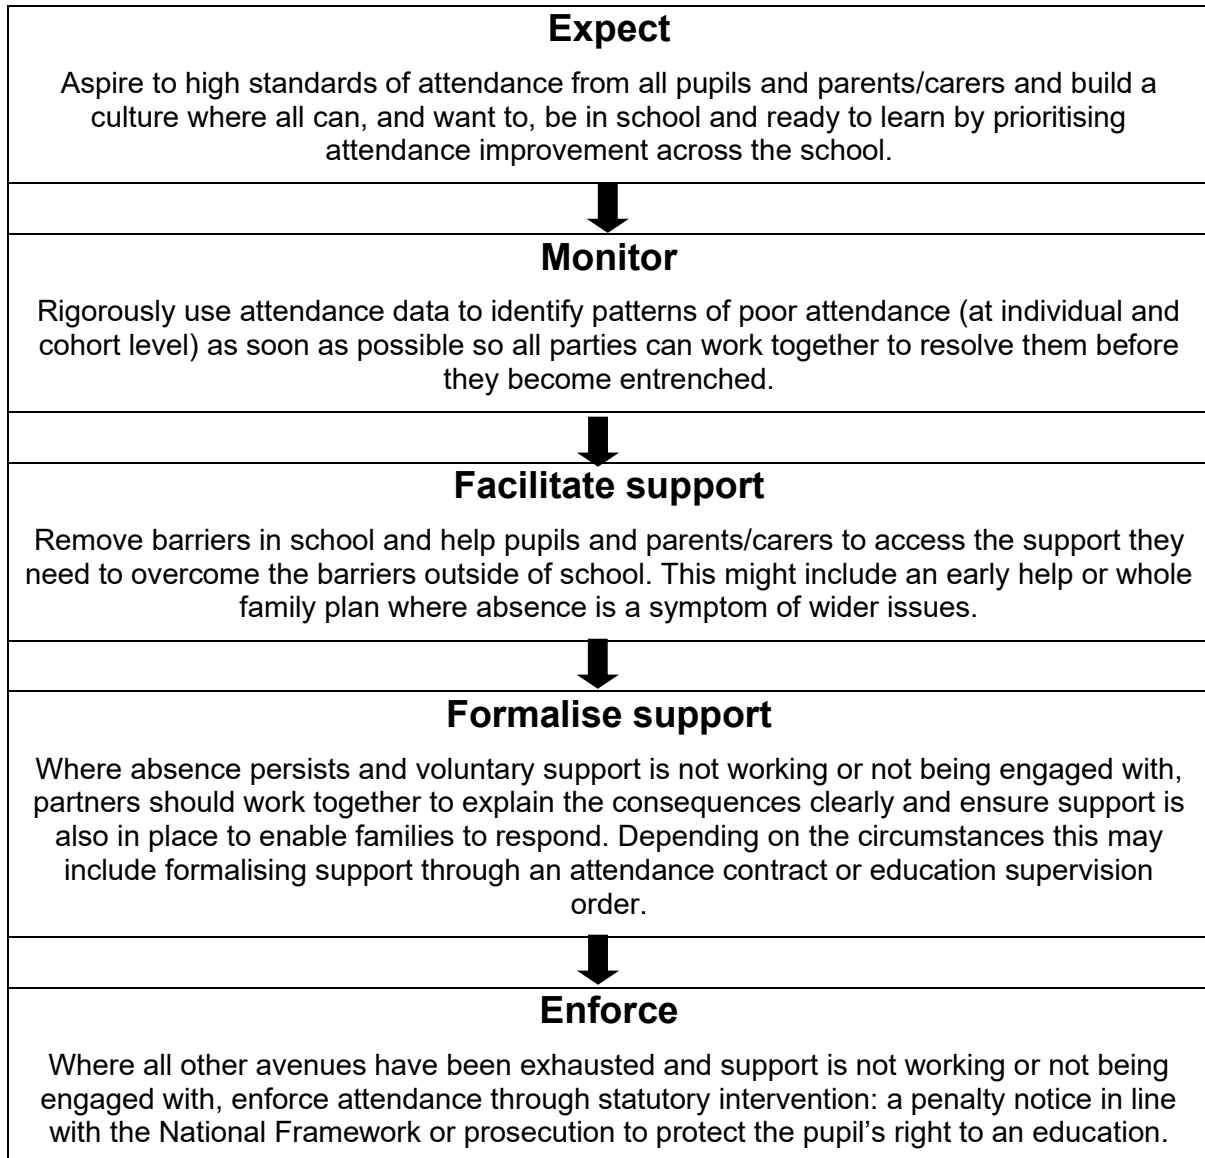 Expect
Aspire to high standards of attendance from all pupils and parents/carers and build a
culture where all can, and want to, be in school and ready to learn by prioritising
attendance improvement across the school.
Monitor
Rigorously use attendance data to identify patterns of poor attendance (at individual and
cohort level) as soon as possible so all parties can work together to resolve them before
they become entrenched.
Facilitate support
Remove barriers in school and help pupils and parents/carers to access the support they
need to overcome the barriers outside of school. This might include an early help or whole
family plan where absence is a symptom of wider issues.
Formalise support
Where absence persists and voluntary support is not working or not being engaged with,
partners should work together to explain the consequences clearly and ensure support is
also in place to enable families to respond. Depending on the circumstances this may
include formalising support through an attendance contract or education supervision
order.
Enforce
Where all other avenues have been exhausted and support is not working or not being
engaged with, enforce attendance through statutory intervention: a penalty notice in line
with the National Framework or prosecution to protect the pupil’s right to an education.